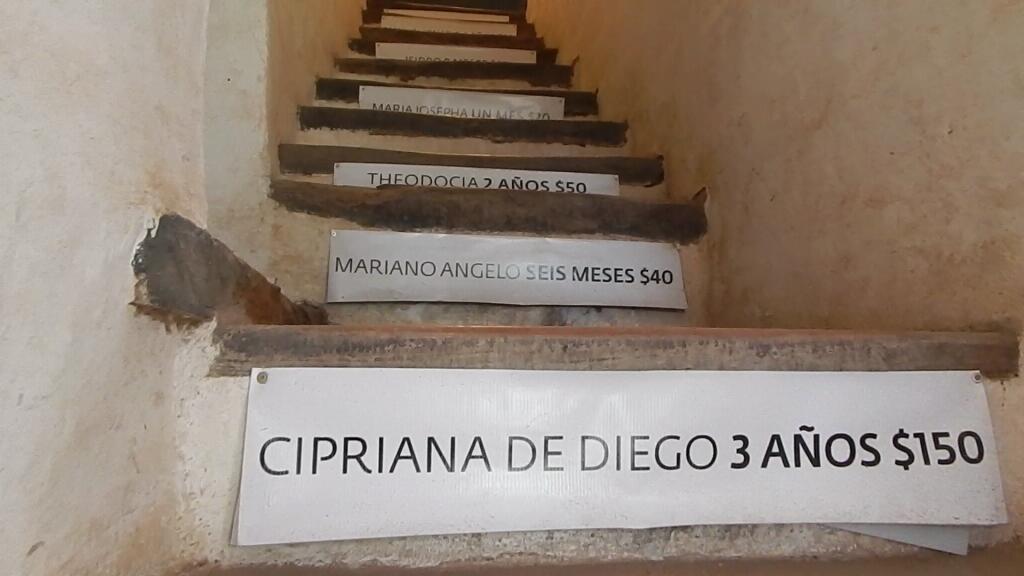 MARIA JOSEPHA UN MES $20
THEODOCIA 2 AÑOS $50
MARIANO ANGELO SEIS MESES $40
CIPRIANA DE DIEGO 3 AÑOS $150